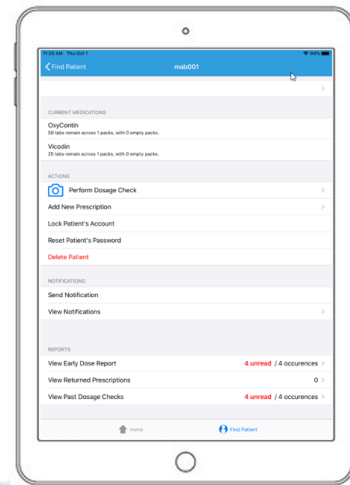 11:20 AM Thu Oct 1
94%
Find Patient
mab001
CURRENT MEDICATIONS
OxyContin
58 tabs remain across 1 packs, with 0 empty packs.
Vicodin
25 tabs remain across 1 packs, with 0 empty packs.
ACTIONS
Perform Dosage Check
Add New Prescription
Lock Patient's Account
Reset Patient's Password
Delete Patient
NOTIFICATIONS
Send Notification
View Notifications
REPORTS
View Early Dose Report 4 unread / 4 occurences
View Returned Prescriptions 0
View Past Dosage Checks 4 unread / 4 occurences
Home
Find Patient